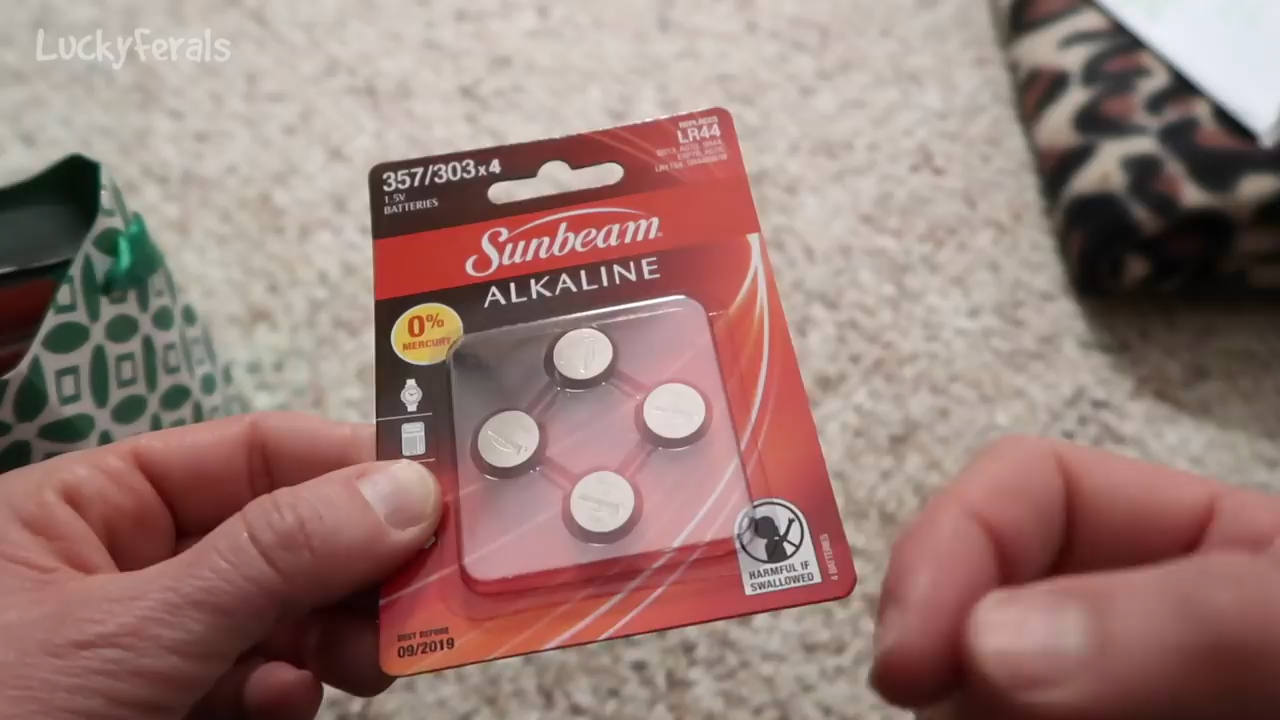 LuckyFerals
REPLACES
LR44
357/303x4
1.5V
BATTERIES
Sunbeam
ALKALINE
0%
MERCURY
HARMFUL IF
SWALLOWED
4 BATTERIES
BEST BEFORE
09/2019